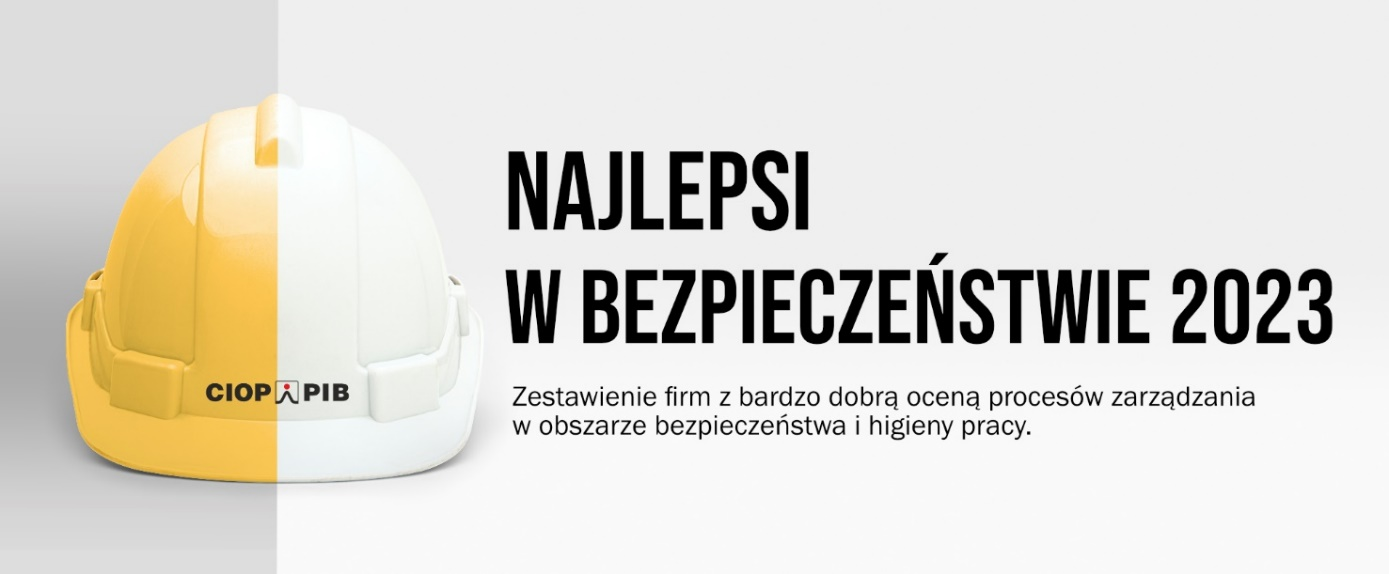 NAJLEPSI
W BEZPIECZEŃSTWIE 2023
Zestawienie firm z bardzo dobrą oceną procesów zarządzania
w obszarze bezpieczeństwa i higieny pracy.
CIOP PIB